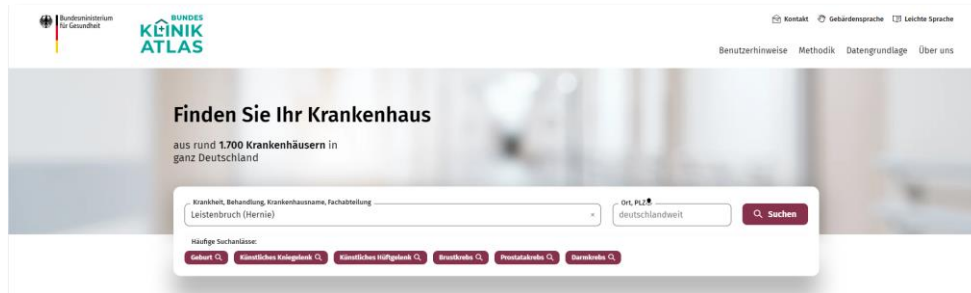 Bundesministerium
für Gesundheit
BUNDES
KLINIK
ATLAS
Kontakt Gebärdensprache Leichte Sprache
Benutzerhinweise Methodik Datengrundlage Über uns
Finden Sie Ihr Krankenhaus
aus rund 1.700 Krankenhäusern in
ganz Deutschland
Krankheit, Behandlung, Krankenhausname, Fachabteilung
Leistenbruch (Hernie)
×
Ort, PLZ
deutschlandweit
Suchen
Häufige Suchanlässe:
Geburt Künstliches Kniegelenk Künstliches Hüftgelenk Brustkrebs Prostatakrebs Darmkrebs